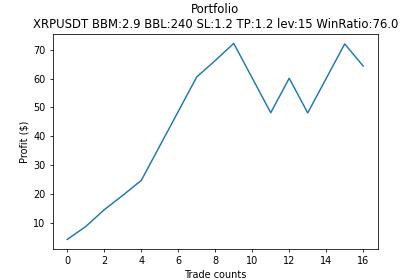 Portfolio
XRPUSDT BBM:2.9 BBL:240 SL:1.2 TP:1.2 lev:15 WinRatio:76.0
70
60
50
40
30
20
10
Profit ($)
0 2 4 6 8 10 12 14 16
Trade counts